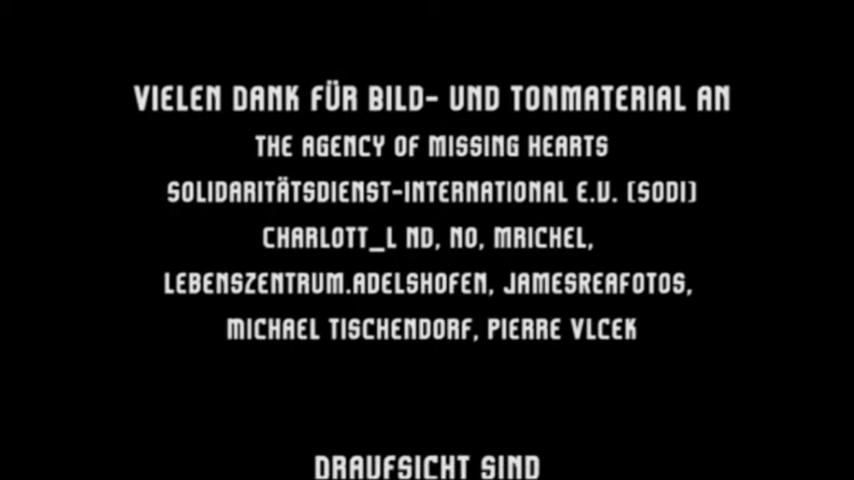 VIELEN DANK FÜR BILD- UND TONMATERIAL AN
THE AGENCY OF MISSING HEARTS
SOLIDARITÄTSDIENST-INTERNATIONAL E.V. (SODI)
CHARLOTT_L ND, NO, MRICHEL,
LEBENSZENTRUM.ADELSHOFEN, JAMESREAFOTOS,
MICHAEL TISCHENDORF, PIERRE VLCEK
DRAUFSICHT SIND